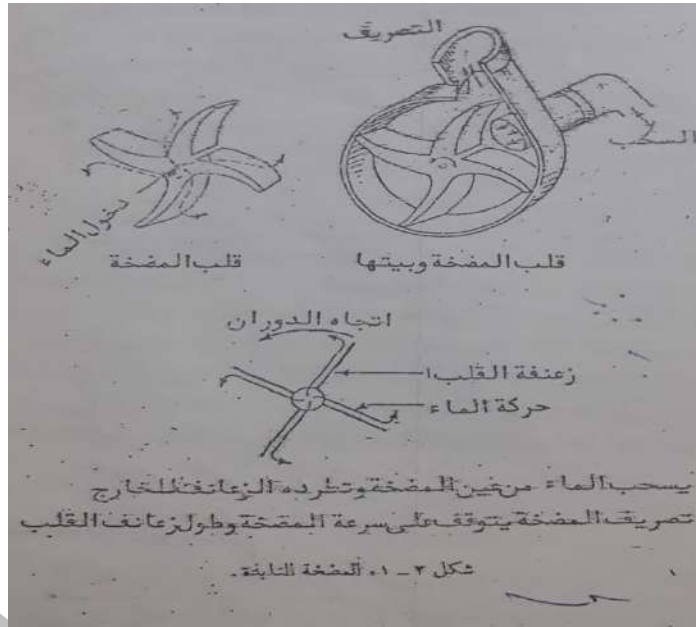 التصريف
السحب
دخول الماء
قلب المضخة وبيتها
قلب المضخة
اتجاه الدوران
زعنفة القلب
حركة الماء
يسحب الماء من عين المضخة وتطرده الزعانف للخارج
تصريف المضخة يتوقف على سرعة المضخة وطول زعانف القلب
شكل ٣ - ١٠ المضخة النابذة.